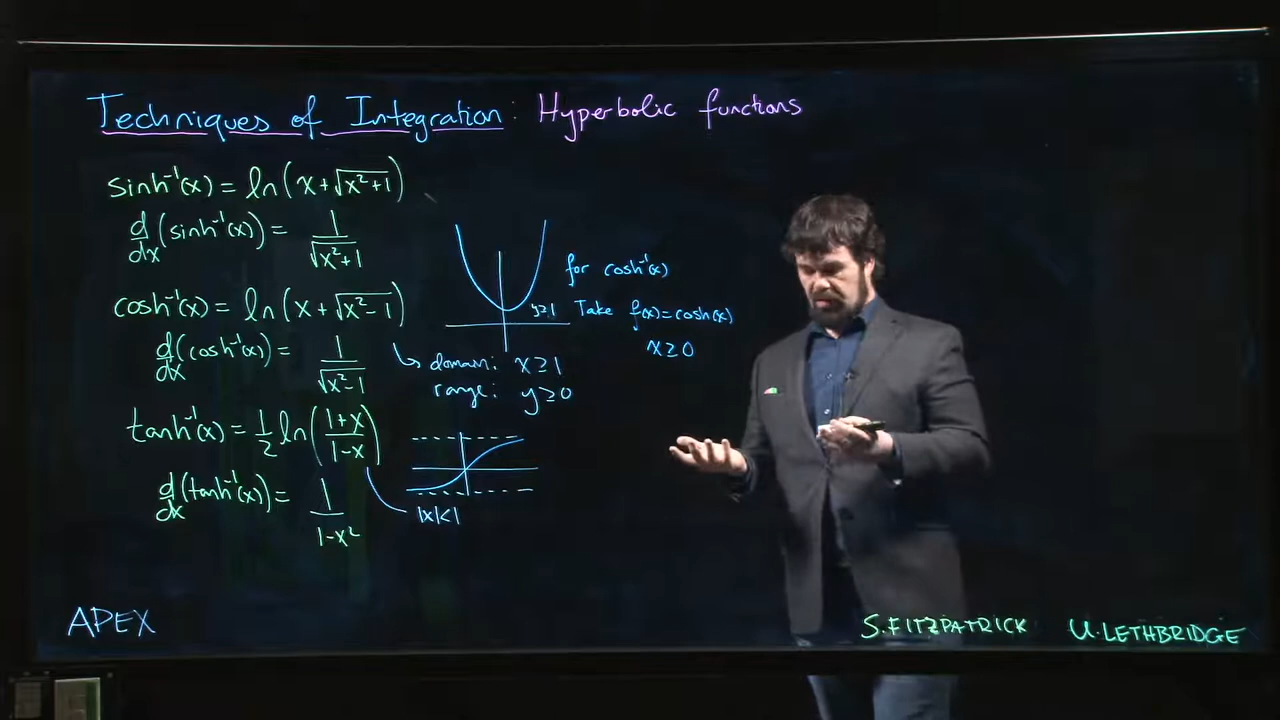 Techniques of Integration: Hyperbolic functions
sinh⁻¹(x) = ln(x+√(x²+1))
d/dx (sinh⁻¹(x)) = 1/√(x²+1)
cosh⁻¹(x) = ln(x+√(x²-1))
d/dx (cosh⁻¹(x)) = 1/√(x²-1)
tanh⁻¹(x) = 1/2 ln((1+x)/(1-x))
d/dx (tanh⁻¹(x)) = 1/(1-x²)
y≥1
for cosh⁻¹(x)
Take f(x)=cosh(x)
x≥0
domain: x≥1
range: y≥0
|x|<1
APEX
S. FITZPATRICK U. LETHBRIDGE